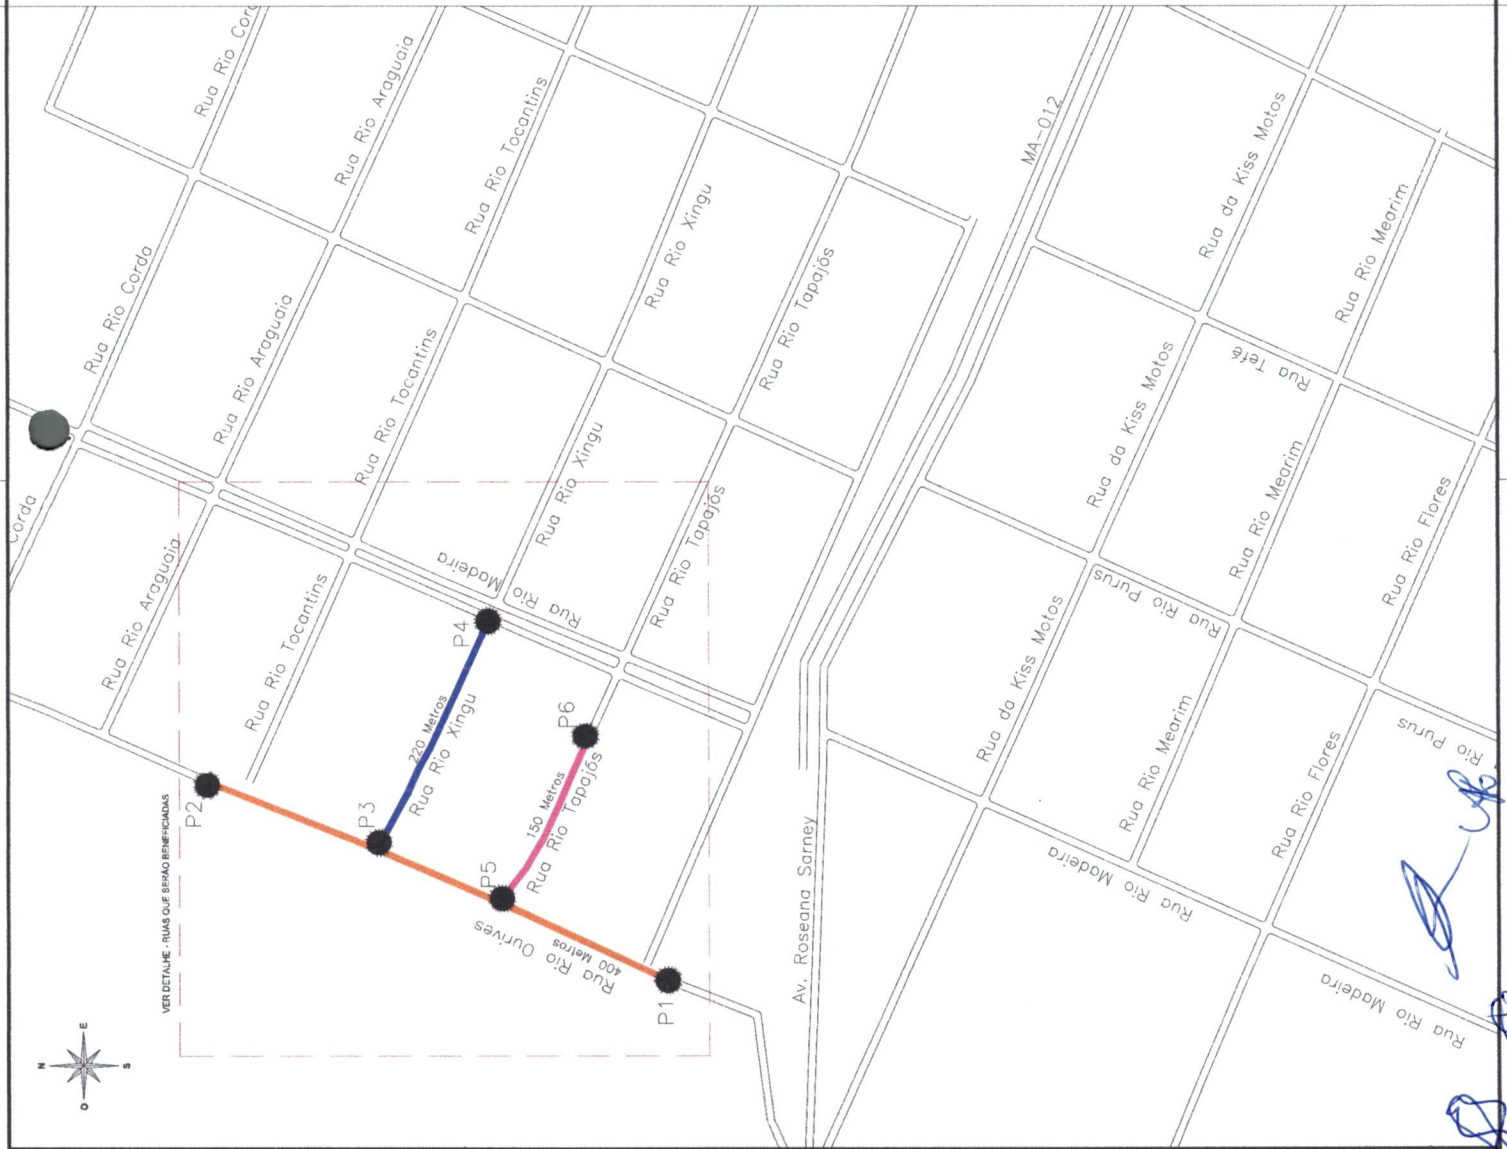 Rua Rio
Rua Rio Araguaia
Rua Rio Tocantins
Rua Rio Xingu
Rua Rio Tapajós
MA-012
Rua da Kiss Motos
Rua Rio Mearim
Rua Rio Corda
Rua Rio Araguaia
Rua Rio Tocantins
Rua Rio Xingu
Rua Rio Tapajós
Rua Tefé
Rua da Kiss Motos
Rua Rio Mearim
Rua Rio Flores
Corda
Rua Rio Araguaia
Rua Rio Tocantins
Rua Rio Madeira
Rua Rio Tapajós
Rua Rio Purus
Rua da Kiss Motos
Rua Rio Mearim
Rua Rio Flores
Rio Purus
P4
220 Metros
Rua Rio Xingu
P6
150 Metros
Rua Rio Tapajós
P2
P3
P5
Rua Rio Ourives
400 Metros
P1
Av. Roseana Sarney
Rua Rio Madeira
Rua Rio Madeira
VER DETALHE - RUAS QUE SERÃO BENEFICIADAS
N
E
S
O